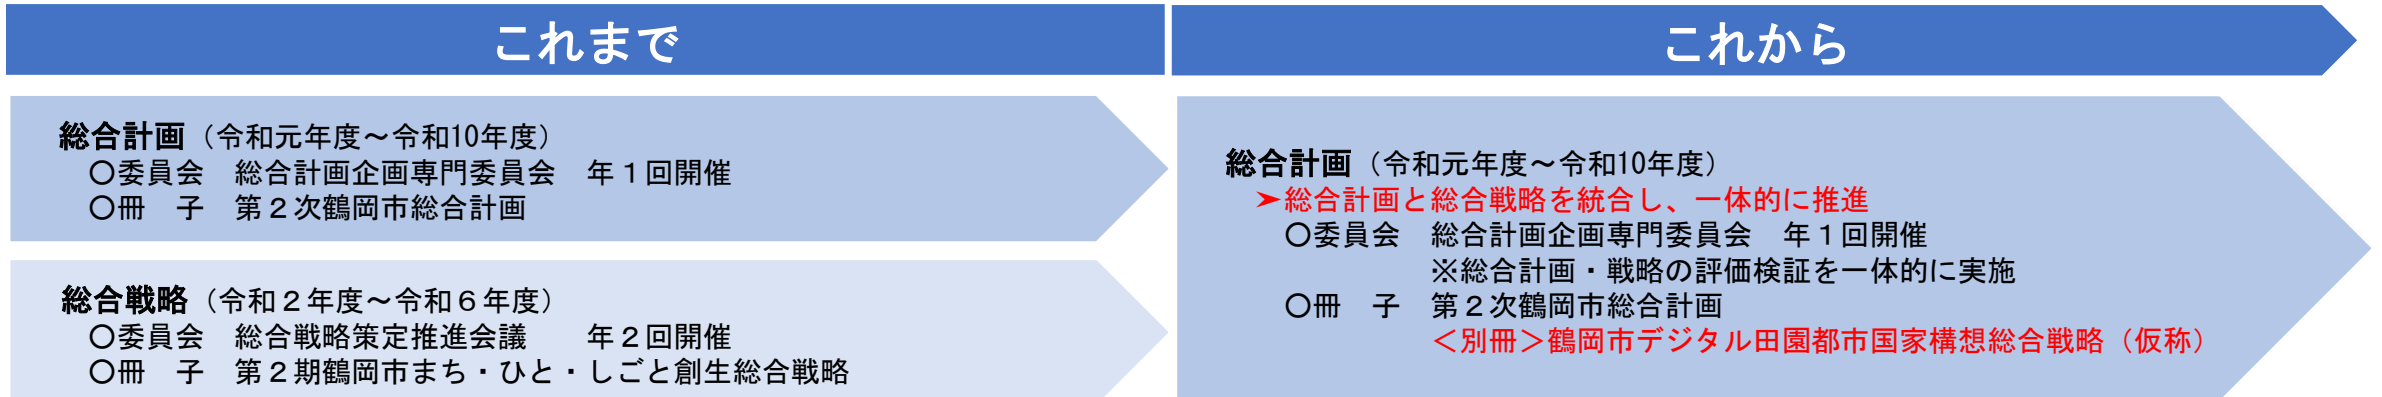 これまで
総合計画（令和元年度～令和10年度）
〇委員会　総合計画企画専門委員会　年１回開催
〇冊　子　第２次鶴岡市総合計画
総合戦略（令和２年度～令和６年度）
〇委員会　総合戦略策定推進会議　　年２回開催
〇冊　子　第２期鶴岡市まち・ひと・しごと創生総合戦略
これから
総合計画（令和元年度～令和10年度）
➢総合計画と総合戦略を統合し、一体的に推進
〇委員会　総合計画企画専門委員会　年１回開催
※総合計画・戦略の評価検証を一体的に実施
〇冊　子　第２次鶴岡市総合計画
＜別冊＞鶴岡市デジタル田園都市国家構想総合戦略（仮称）